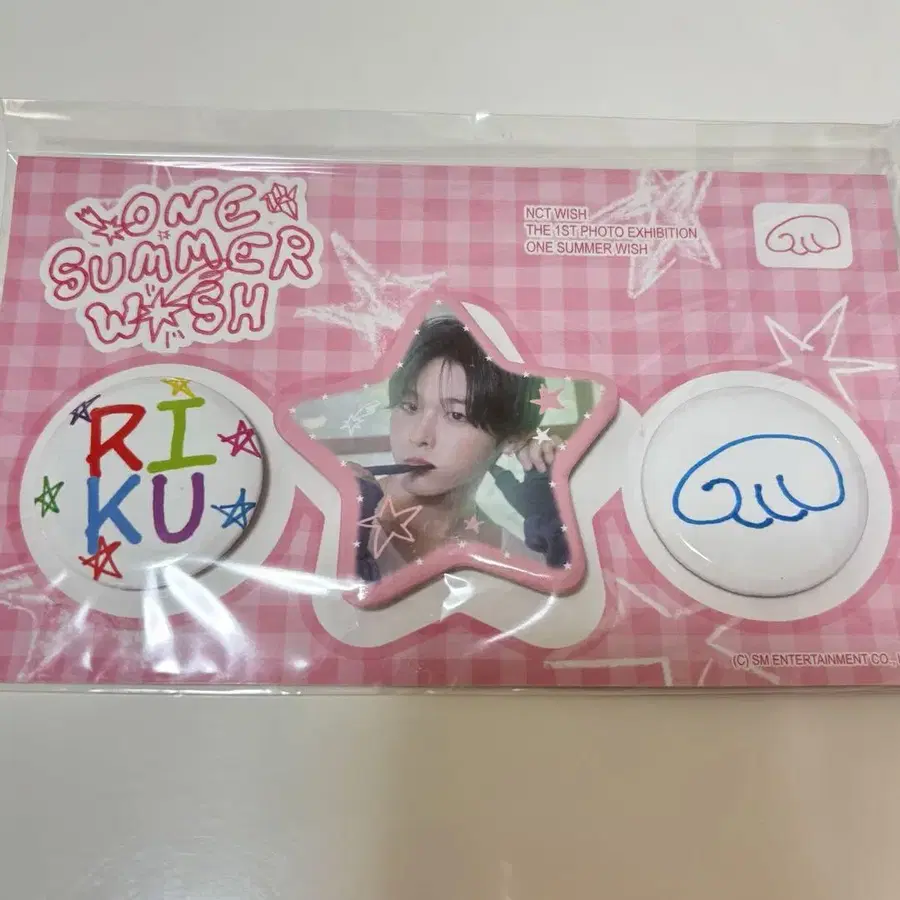 ONE
SUMMER
WISH
NCT WISH
THE 1ST PHOTO EXHIBITION
ONE SUMMER WISH
RI
KU
(C) SM ENTERTAINMENT CO.,